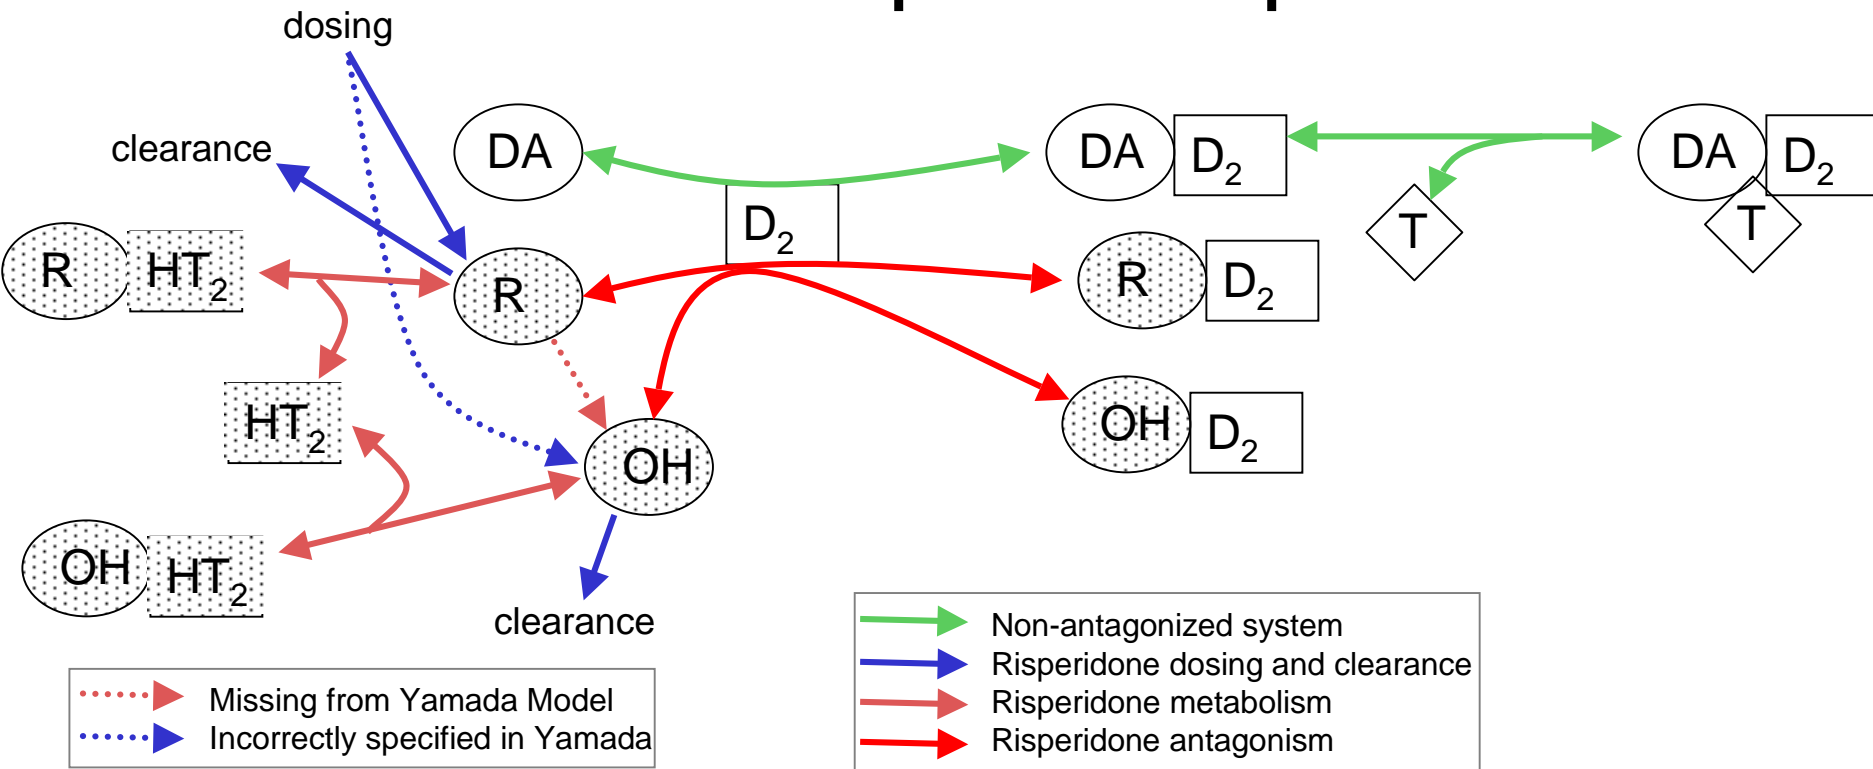 dosing
clearance
DA
DA D2
DA D2
T
T
D2
R HT2
R
R D2
HT2
OH
OH D2
OH HT2
clearance
Missing from Yamada Model
Incorrectly specified in Yamada
Non-antagonized system
Risperidone dosing and clearance
Risperidone metabolism
Risperidone antagonism